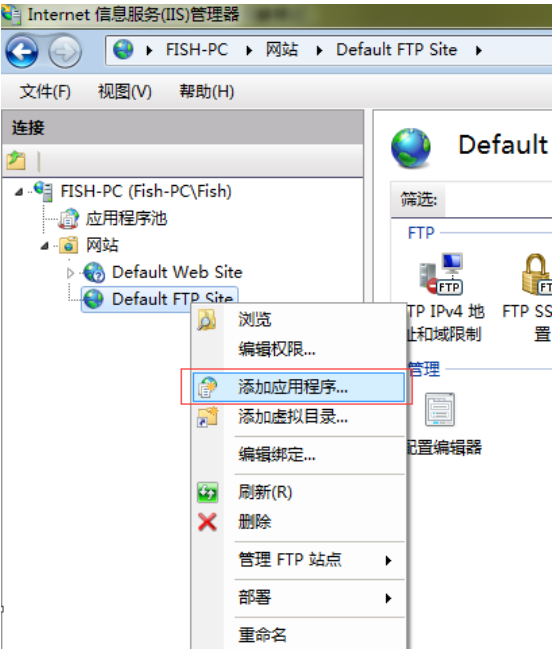 Internet 信息服务(IIS)管理器
FISH-PC 网站 Default FTP Site
文件(F) 视图(V) 帮助(H)
连接
FISH-PC (Fish-PC\Fish)
应用程序池
网站
Default Web Site
Default FTP Site
浏览
编辑权限...
添加应用程序...
添加虚拟目录...
编辑绑定...
刷新(R)
删除
管理 FTP 站点
部署
重命名
Default
筛选:
FTP
FTP
FT
TP IPv4 地 FTP SS
址和域限制 置
管理
配置编辑器